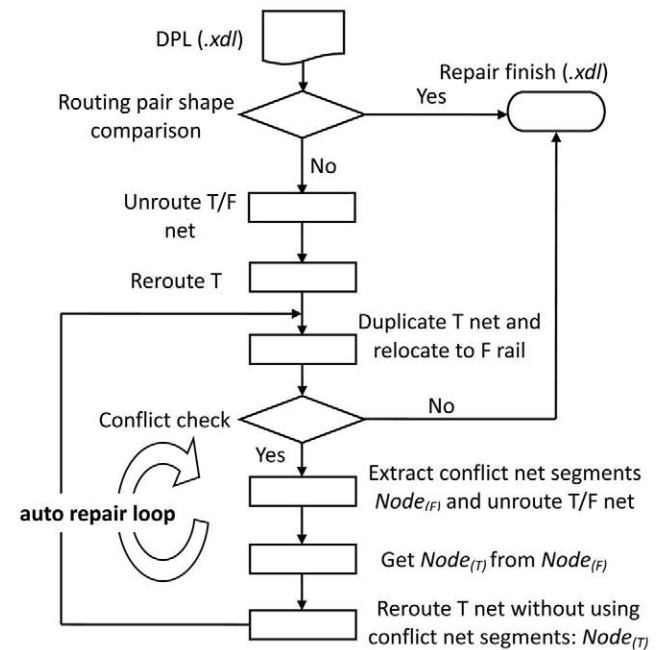 DPL (.xdl)
Repair finish (.xdl)
Routing pair shape
comparison
Yes
No
Unroute T/F
net
Reroute T
Duplicate T net and
relocate to F rail
Conflict check
No
Yes
Extract conflict net segments
Node(F) and unroute T/F net
auto repair loop
Get Node(T) from Node(F)
Reroute T net without using
conflict net segments: Node(T)